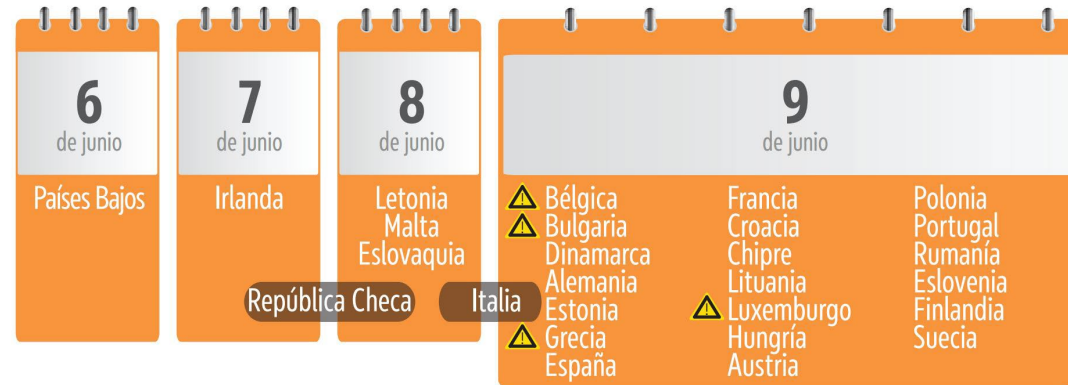 6
de junio
Países Bajos
7
de junio
Irlanda
8
de junio
Letonia
Malta
Eslovaquia
República Checa
Italia
9
de junio
Bélgica
Bulgaria
Dinamarca
Alemania
Estonia
Grecia
España
Francia
Croacia
Chipre
Lituania
Luxemburgo
Hungría
Austria
Polonia
Portugal
Rumanía
Eslovenia
Finlandia
Suecia